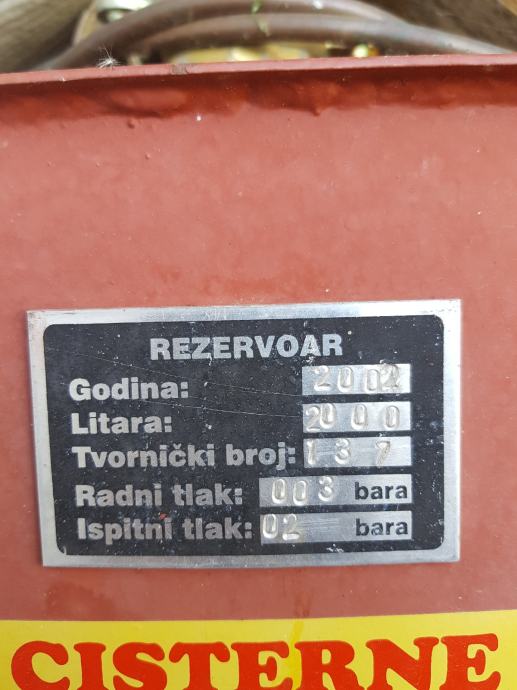 REZERVOAR
Godina: 2002
Litara: 2000
Tvornički broj: 137
Radni tlak: 003 bara
Ispitni tlak: 02 bara
CISTERNE